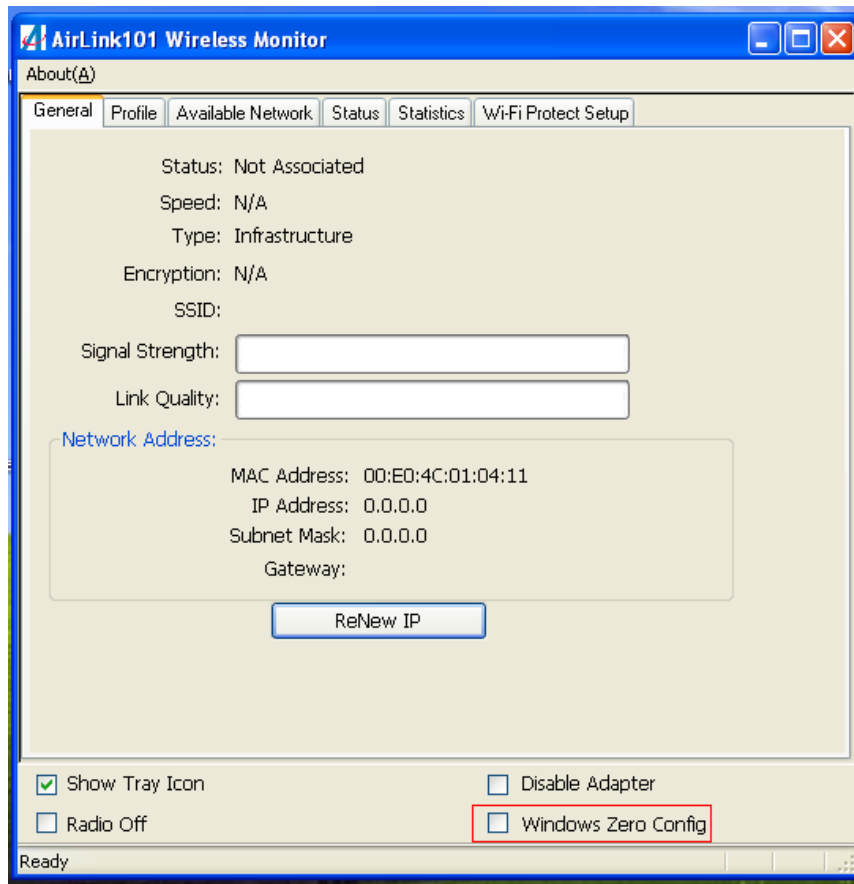 AirLink101 Wireless Monitor
About(A)
General Profile Available Network Status Statistics Wi-Fi Protect Setup
Status: Not Associated
Speed: N/A
Type: Infrastructure
Encryption: N/A
SSID:
Signal Strength:
Link Quality:
Network Address:
MAC Address: 00:E0:4C:01:04:11
IP Address: 0.0.0.0
Subnet Mask: 0.0.0.0
Gateway:
ReNew IP
Show Tray Icon Disable Adapter
Radio Off Windows Zero Config
Ready